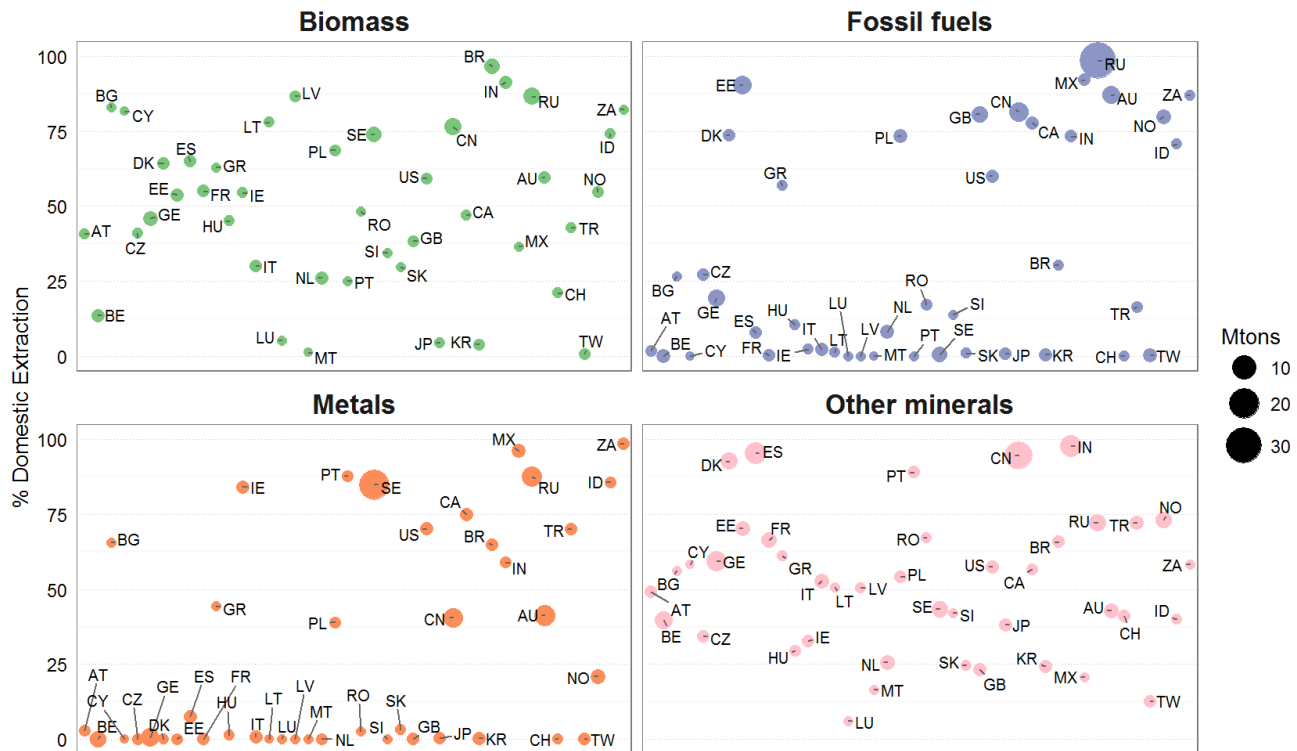 Biomass
Fossil fuels
100
75
50
25
0
BR
IN
RU
ZA
BG
CY
LV
LT
SE
CN
ID
DK
ES
GR
PL
EE
FR
IE
US
AU
NO
GE
HU
AT
CZ
RO
CA
TR
IT
SI
GB
MX
NL
PT
SK
CH
BE
LU
MT
JP
KR
TW
RU
MX
AU
ZA
EE
GB
CN
CA
NO
DK
PL
IN
ID
GR
US
BR
BG
CZ
GE
RO
SI
TR
AT
ES
HU
IT
LU
NL
BE
CY
FR
IE
LT
LV
MT
PT
SE
SK
JP
KR
CH
TW
% Domestic Extraction
Mtons
10
20
30
Metals
Other minerals
100
75
50
25
0
MX
ZA
PT
SE
RU
ID
IE
CA
US
TR
BG
BR
IN
GR
PL
CN
AU
NO
AT
CY
BE
CZ
GE
DK
ES
EE
FR
HU
IT
LT
LU
LV
MT
NL
RO
SI
SK
GB
JP
KR
CH
TW
DK
ES
CN
IN
PT
EE
FR
RO
RU
TR
NO
BG
CY
GE
GR
BR
ZA
AT
IT
LT
LV
PL
US
CA
BE
CZ
SE
SI
JP
AU
CH
ID
HU
IE
NL
MT
SK
GB
KR
MX
LU
TW